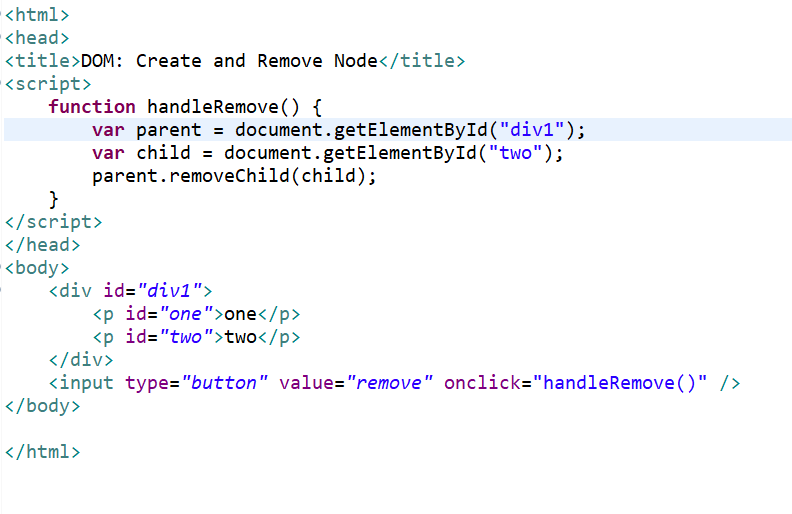 <html>
<head>
<title>DOM: Create and Remove Node</title>
<script>
    function handleRemove() {
        var parent = document.getElementById("div1");
        var child = document.getElementById("two");
        parent.removeChild(child);
    }
</script>
</head>
<body>
    <div id="div1">
        <p id="one">one</p>
        <p id="two">two</p>
    </div>
    <input type="button" value="remove" onclick="handleRemove()" />
</body>

</html>